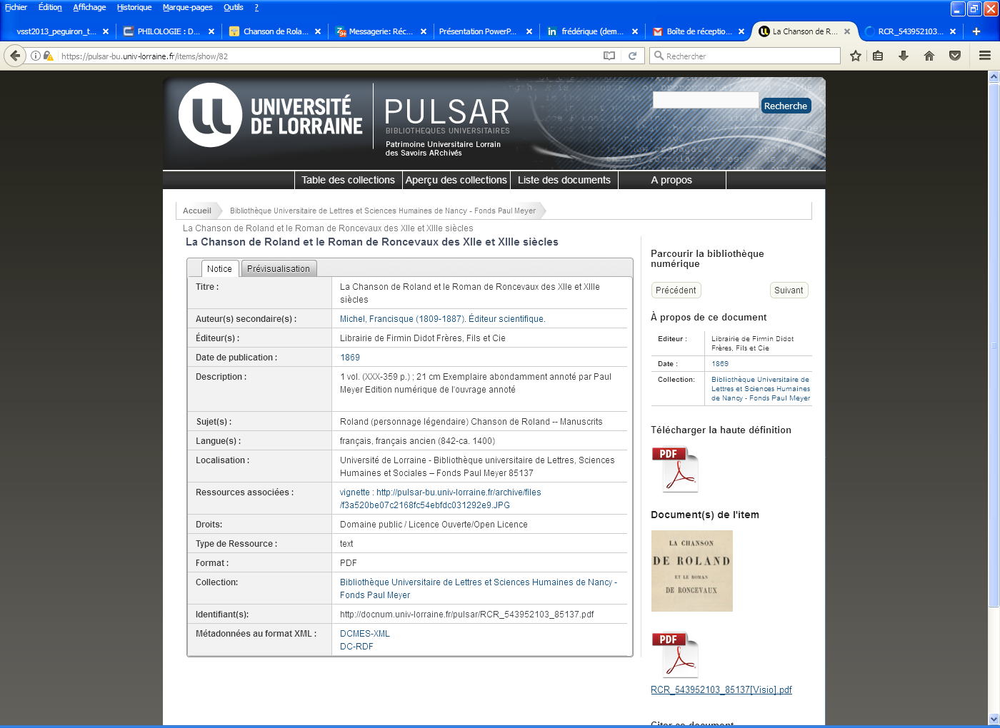 Fichier Édition Affichage Historique Marque-pages Outils ?
vsst2013_peguiron_t... PHILOLOGIE : D... Chanson de Rola... Messagerie: Réc... Présentation PowerP... frédérique (dem... Boîte de réceptio... La Chanson de R... RCR_543952103...
https://pulsar-bu.univ-lorraine.fr/items/show/82 Rechercher
UNIVERSITÉ
DE LORRAINE
PULSAR
BIBLIOTHEQUES UNIVERSITAIRES
Patrimoine Universitaire Lorrain
des Savoirs ARchivés
Recherche
Table des collections Aperçu des collections Liste des documents A propos
Accueil Bibliothèque Universitaire de Lettres et Sciences Humaines de Nancy - Fonds Paul Meyer
La Chanson de Roland et le Roman de Roncevaux des XIIe et XIIIe siècles
La Chanson de Roland et le Roman de Roncevaux des XIIe et XIIIe siècles
Notice Prévisualisation
Titre : La Chanson de Roland et le Roman de Roncevaux des XIIe et XIIIe
siècles
Auteur(s) secondaire(s) : Michel, Francisque (1809-1887). Éditeur scientifique.
Éditeur(s) : Librairie de Firmin Didot Frères, Fils et Cie
Date de publication : 1869
Description : 1 vol. (XXX-359 p.) ; 21 cm Exemplaire abondamment annoté par Paul
Meyer Edition numérique de l'ouvrage annoté
Sujet(s) : Roland (personnage légendaire) Chanson de Roland -- Manuscrits
Langue(s) : français, français ancien (842-ca. 1400)
Localisation : Université de Lorraine - Bibliothèque universitaire de Lettres, Sciences
Humaines et Sociales – Fonds Paul Meyer 85137
Ressources associées : vignette : http://pulsar-bu.univ-lorraine.fr/archive/files
/f3a520be07c2168fc54ebfdc031292e9.JPG
Droits: Domaine public / Licence Ouverte/Open Licence
Type de Ressource : text
Format : PDF
Collection: Bibliothèque Universitaire de Lettres et Sciences Humaines de Nancy -
Fonds Paul Meyer
Identifiant(s): http://docnum.univ-lorraine.fr/pulsar/RCR_543952103_85137.pdf
Métadonnées au format XML : DCMES-XML
DC-RDF
Parcourir la bibliothèque
numérique
Précédent Suivant
À propos de ce document
Editeur : Librairie de Firmin Didot
Frères, Fils et Cie
Date : 1869
Collection: Bibliothèque Universitaire de
Lettres et Sciences Humaines
de Nancy - Fonds Paul Meyer
Télécharger la haute définition
PDF
Document(s) de l'item
LA CHANSON
DE ROLAND
ET LE ROMAN
DE RONCEVAUX
PDF
RCR_543952103_85137[Visio].pdf
Citer ce document